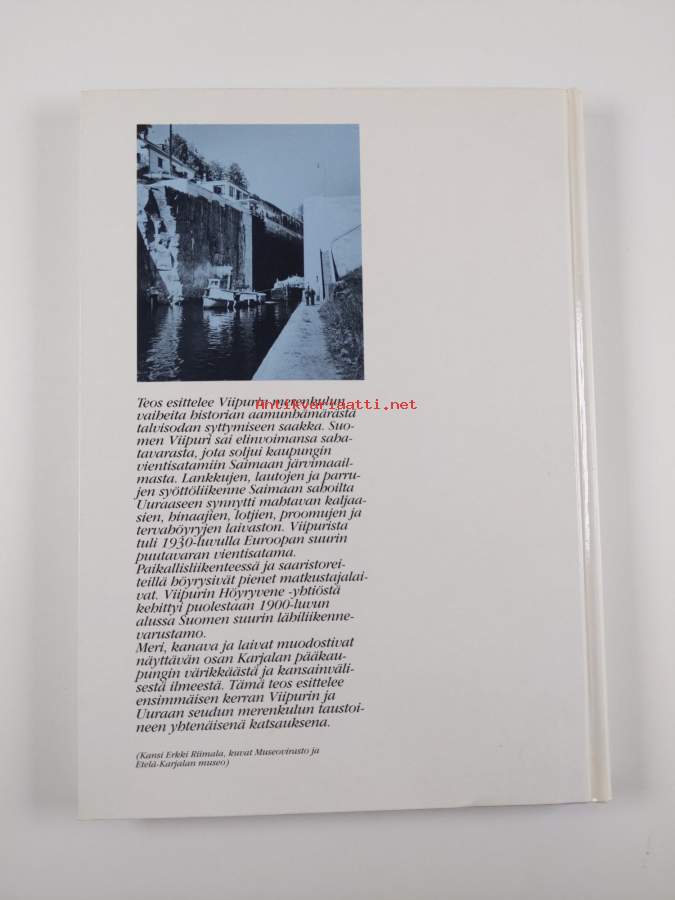 Teos esittelee Viipurin merenkulun
vaiheita historian aamunhämärästä
Antikvariaatti.net
talvisodan syttymiseen saakka. Suo-
men Viipuri sai elinvoimansa saha-
tavarasta, jota soljui kaupungin
vientisatamiin Saimaan järvimaail-
masta. Lankkujen, lautojen ja parru-
jen syöttöliikenne Saimaan sahoilta
Uuraaseen synnytti mahtavan kaljaa-
sien, hinaajien, lotjien, proomujen ja
tervahöyryjen laivaston. Viipurista
tuli 1930-luvulla Euroopan suurin
puutavaran vientisatama.
Paikallisliikenteessä ja saaristorei-
teillä höyrysivät pienet matkustajalai-
vat. Viipurin Höyryvene -yhtiöstä
kehittyi puolestaan 1900-luvun
alussa Suomen suurin lähiliikenne-
varustamo.
Meri, kanava ja laivat muodostivat
näyttävän osan Karjalan pääkau-
pungin värikkäästä ja kansainväli-
sestä ilmeestä. Tämä teos esittelee
ensimmäisen kerran Viipurin ja
Uuraan seudun merenkulun taustoi-
neen yhtenäisenä katsauksena.
(Kansi Erkki Riimala, kuvat Museovirasto ja
Etelä-Karjalan museo)